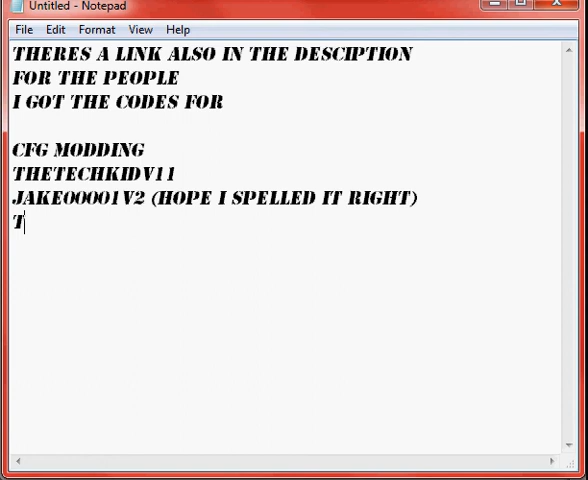 Untitled - Notepad
File Edit Format View Help
THERES A LINK ALSO IN THE DESCIPTION
FOR THE PEOPLE
I GOT THE CODES FOR
CFG MODDING
THETECHKIDV11
JAKE00001V2 (HOPE I SPELLED IT RIGHT)
T